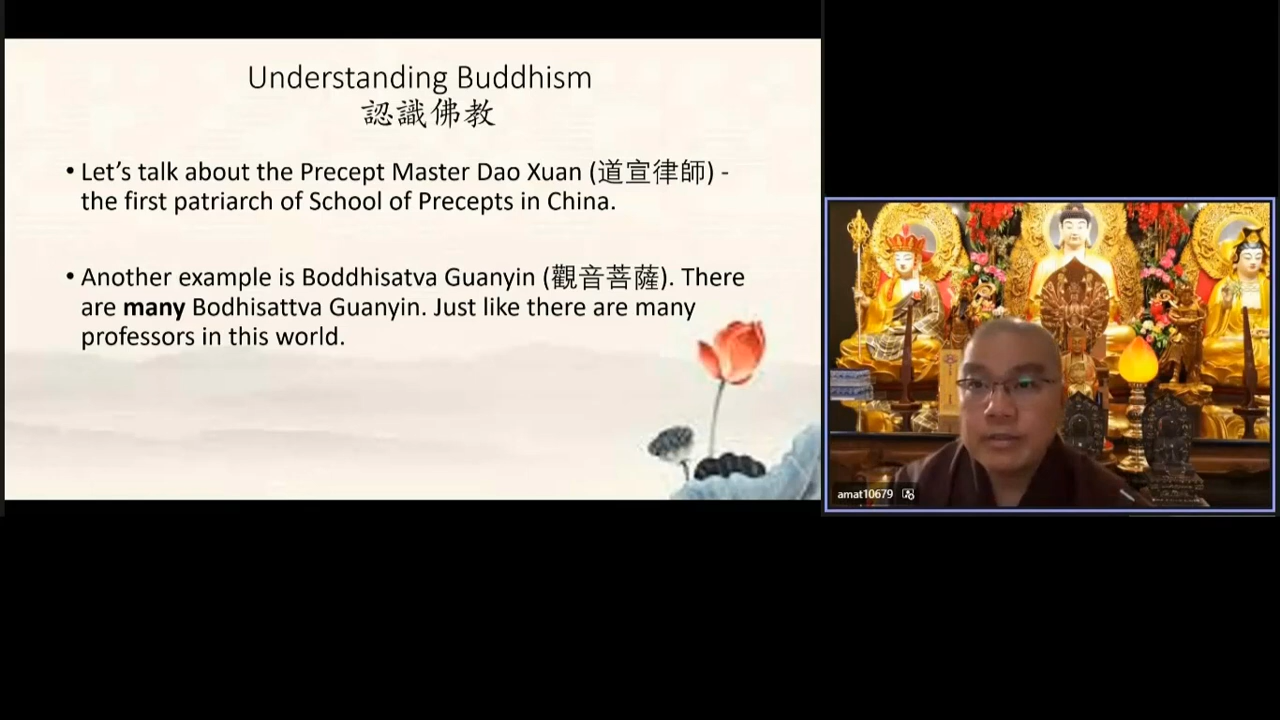 Understanding Buddhism
認識佛教
• Let’s talk about the Precept Master Dao Xuan (道宣律師) -
the first patriarch of School of Precepts in China.
• Another example is Boddhisatva Guanyin (觀音菩薩). There
are many Bodhisattva Guanyin. Just like there are many
professors in this world.
amat10679